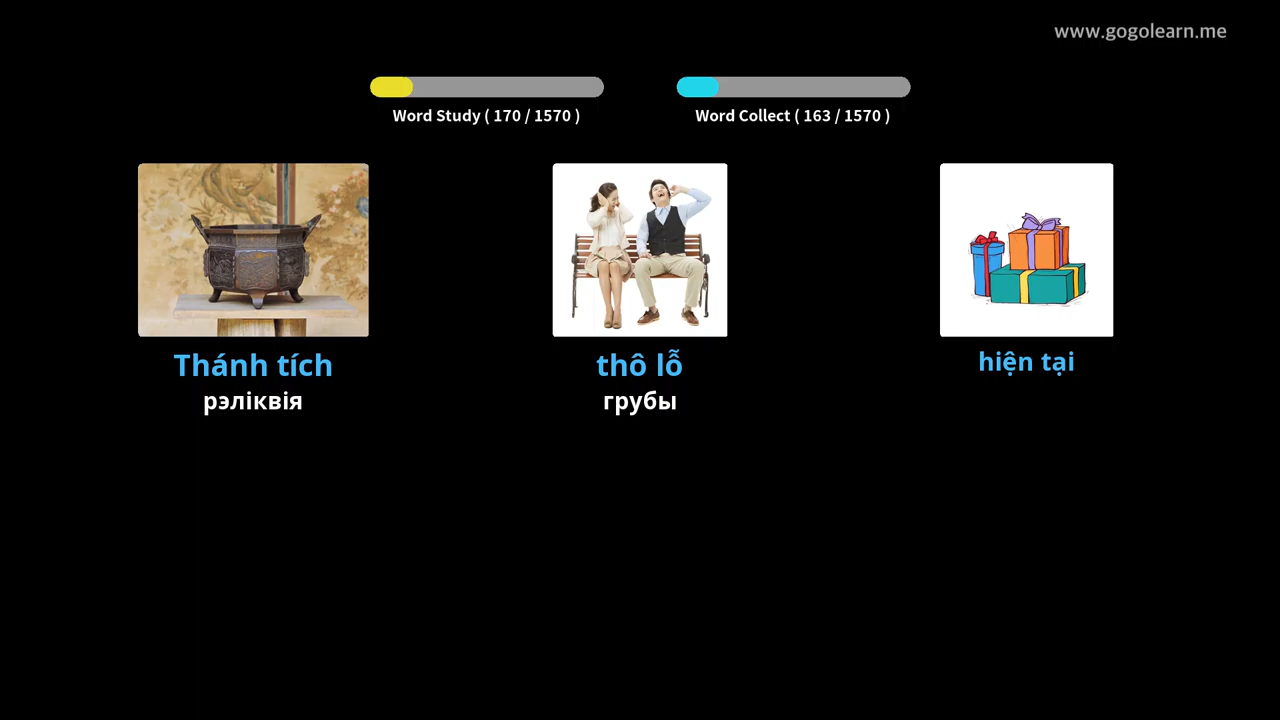 www.gogolearn.me
Word Study ( 170 / 1570 )
Word Collect ( 163 / 1570 )
Thánh tích
рэліквія
thô lỗ
грубы
hiện tại